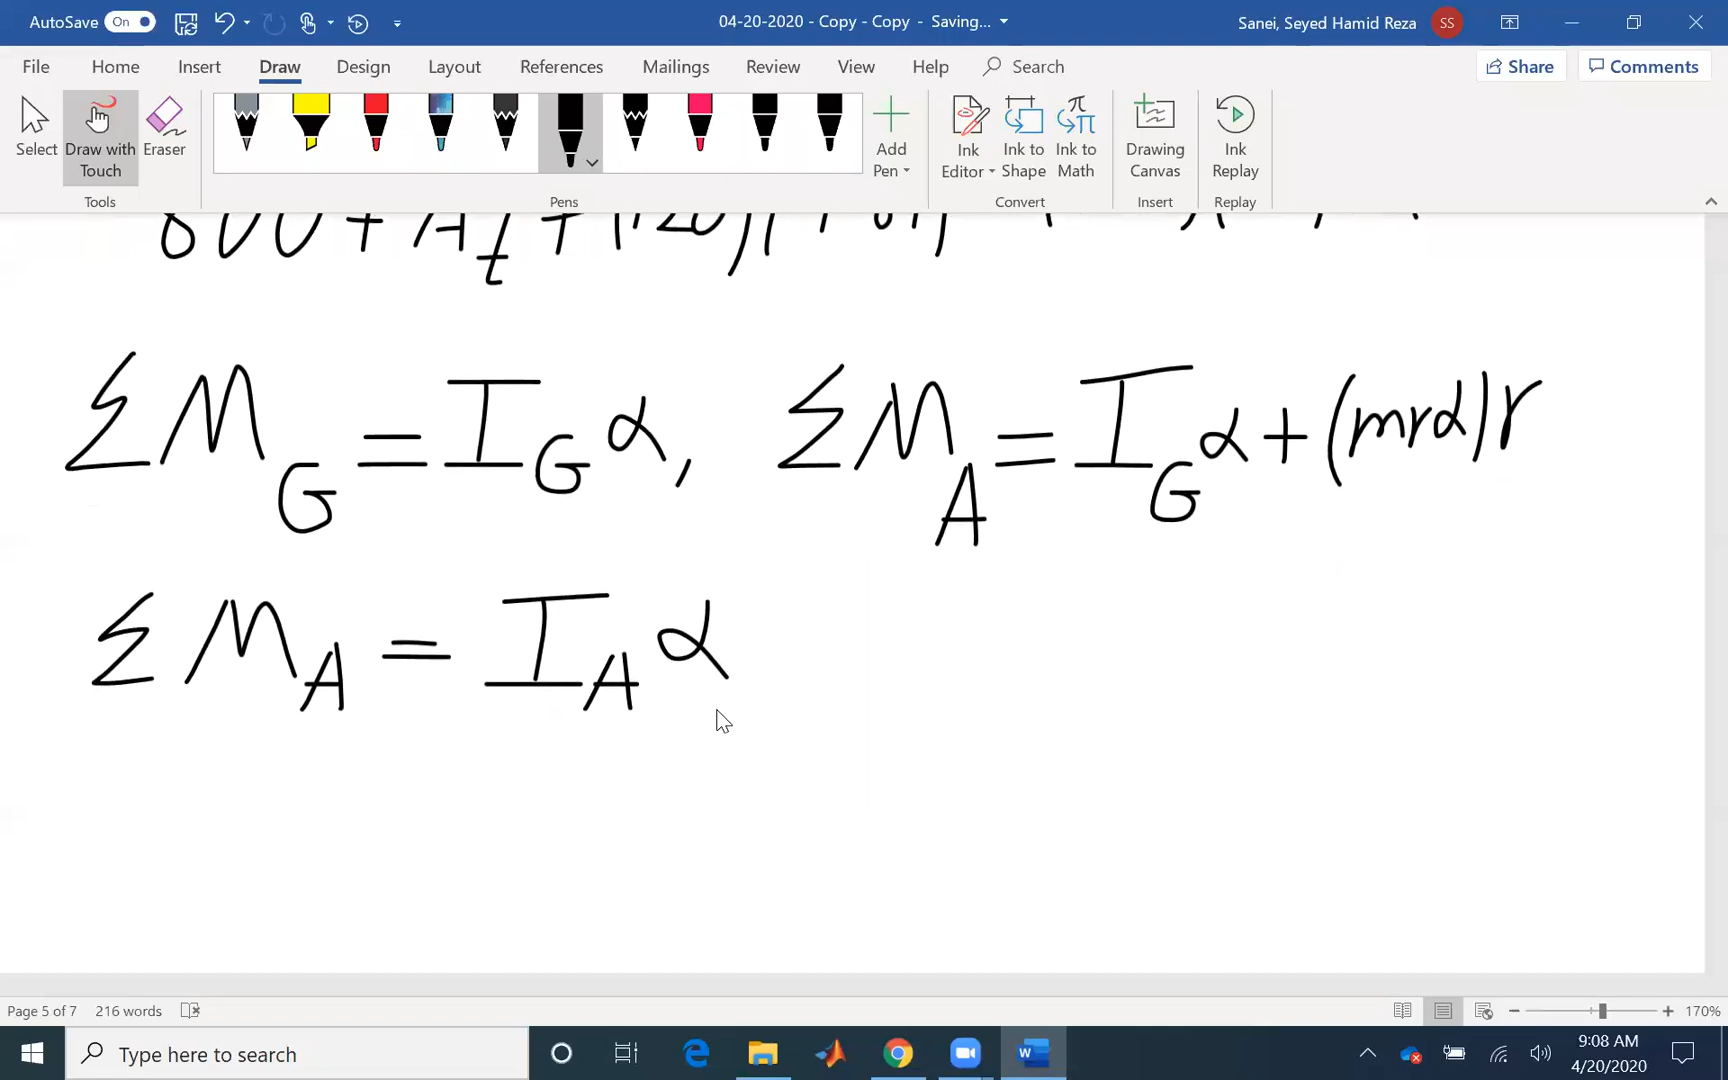 AutoSave On 04-20-2020 - Copy - Copy - Saving... Sanei, Seyed Hamid Reza SS
File Home Insert Draw Design Layout References Mailings Review View Help Search Share Comments
Select Draw with Touch Eraser Add Pen Ink Editor Ink to Shape Ink to Math Drawing Canvas Ink Replay
Tools Pens Convert Insert Replay
ΣM_G = I_G α, ΣM_A = I_G α + (mrα)r
ΣM_A = I_A α
Page 5 of 7 216 words 170%
Type here to search 9:08 AM
4/20/2020